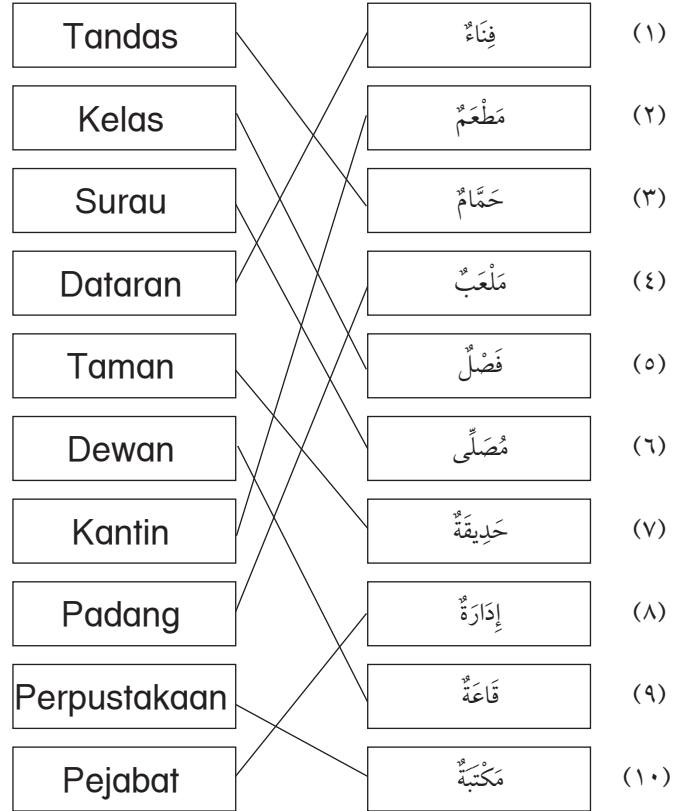 Tandas فِنَاءٌ (١)
Kelas مَطْعَمٌ (٢)
Surau حَمَّامٌ (٣)
Dataran مَلْعَبٌ (٤)
Taman فَصْلٌ (٥)
Dewan مُصَلًّى (٦)
Kantin حَدِيقَةٌ (٧)
Padang إِدَارَةٌ (٨)
Perpustakaan قَاعَةٌ (٩)
Pejabat مَكْتَبَةٌ (١٠)